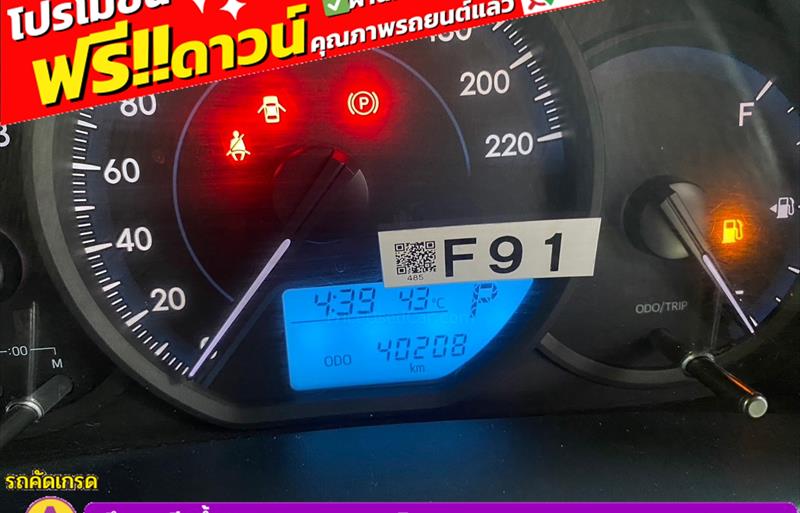 โปรโมชั่น
ฟรี!!ดาวน์ คุณภาพรถยนต์แล้ว
80
60
40
20
200
220
P
F91
485
4:39 43°C P
ODO 40208
km
F
ODO/TRIP
:00
M
รถคัดเกรด